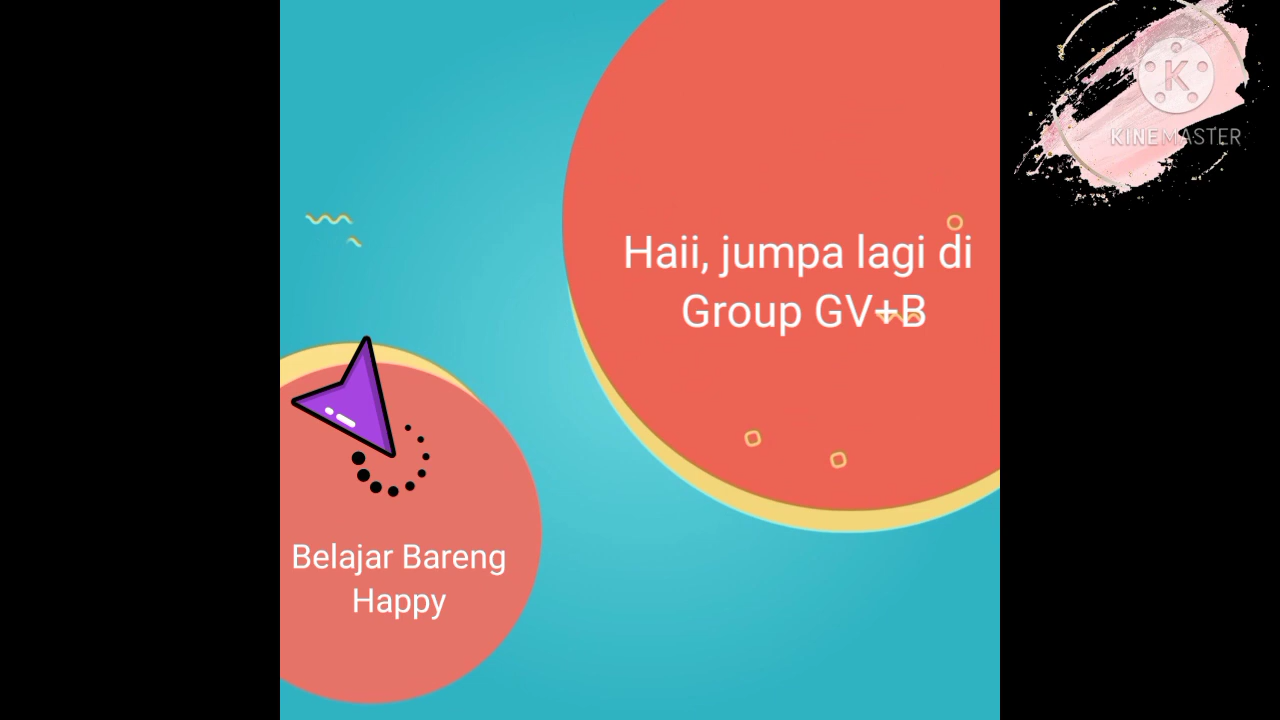 Haii, jumpa lagi di
Group GV+B
Belajar Bareng
Happy
K
KINEMASTER